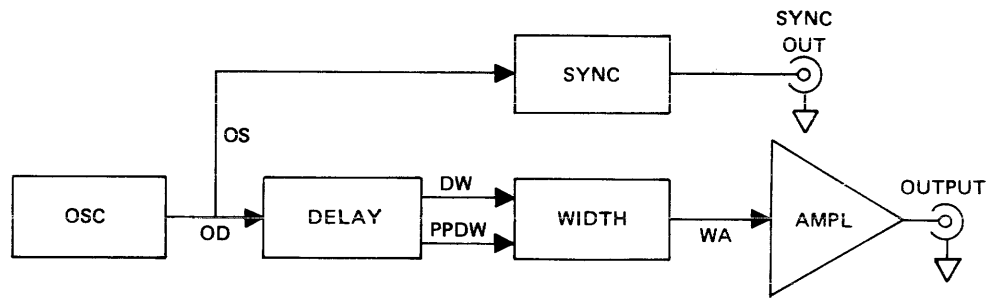 SYNC
OUT
SYNC
OS
OSC
OD
DELAY
DW
PPDW
WIDTH
WA
AMPL
OUTPUT